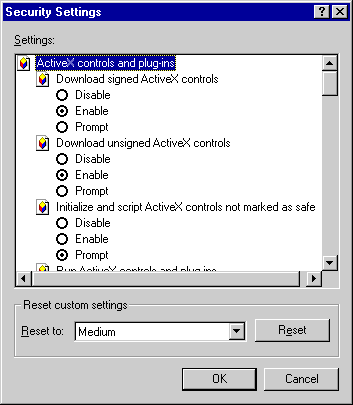 Security Settings
Settings:
ActiveX controls and plug-ins
Download signed ActiveX controls
Disable
Enable
Prompt
Download unsigned ActiveX controls
Disable
Enable
Prompt
Initialize and script ActiveX controls not marked as safe
Disable
Enable
Prompt
Run ActiveX controls and plug-ins
Reset custom settings
Reset to:
Medium
Reset
OK
Cancel